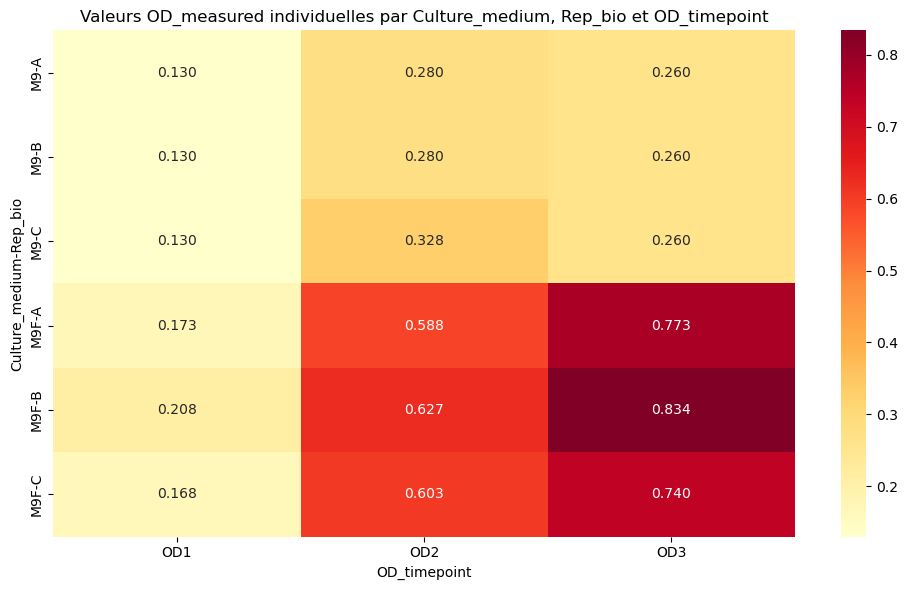 Valeurs OD_measured individuelles par Culture_medium, Rep_bio et OD_timepoint
Culture_medium-Rep_bio
M9-A 0.130 0.280 0.260
M9-B 0.130 0.280 0.260
M9-C 0.130 0.328 0.260
M9F-A 0.173 0.588 0.773
M9F-B 0.208 0.627 0.834
M9F-C 0.168 0.603 0.740
OD1 OD2 OD3
OD_timepoint
0.8
0.7
0.6
0.5
0.4
0.3
0.2